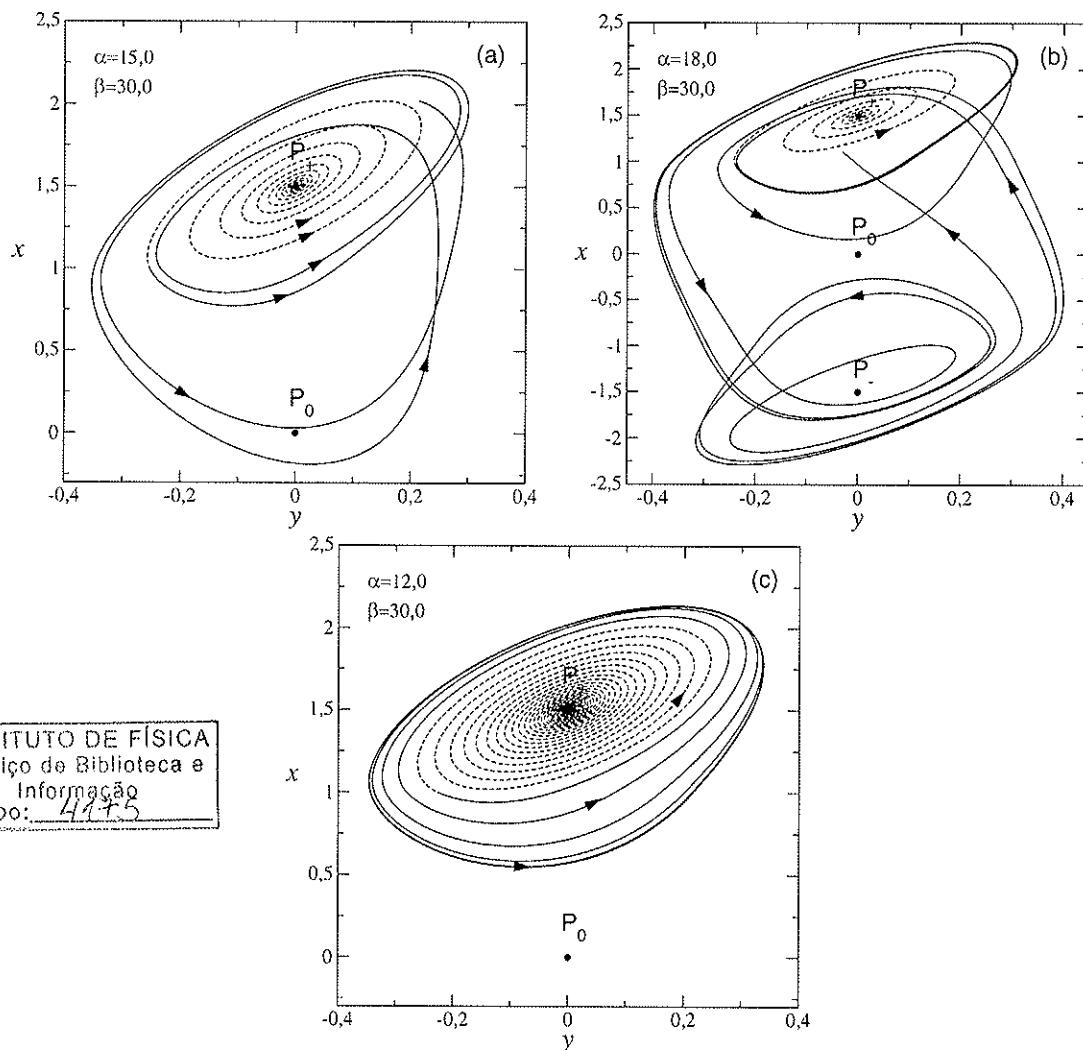 (a)
α=15,0
β=30,0
2,5
2
1,5
1
0,5
0
x
P+
P0
-0,4
-0,2
0
0,2
0,4
y
(b)
α=18,0
β=30,0
2,5
2
1,5
1
0,5
0
-0,5
-1
-1,5
-2
-2,5
x
P+
P0
P-
-0,4
-0,2
0
0,2
0,4
y
(c)
α=12,0
β=30,0
2,5
2
1,5
1
0,5
0
x
P
P0
-0,4
-0,2
0
0,2
0,4
y
ITUTO DE FÍSICA
iço de Biblioteca e
Informação
oo: 4175